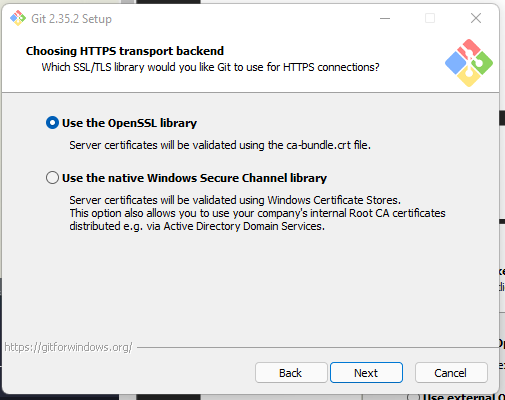 Git 2.35.2 Setup
Choosing HTTPS transport backend
Which SSL/TLS library would you like Git to use for HTTPS connections?
Use the OpenSSL library
Server certificates will be validated using the ca-bundle.crt file.
Use the native Windows Secure Channel library
Server certificates will be validated using Windows Certificate Stores.
This option also allows you to use your company's internal Root CA certificates
distributed e.g. via Active Directory Domain Services.
https://gitforwindows.org/
Back
Next
Cancel
Use external O